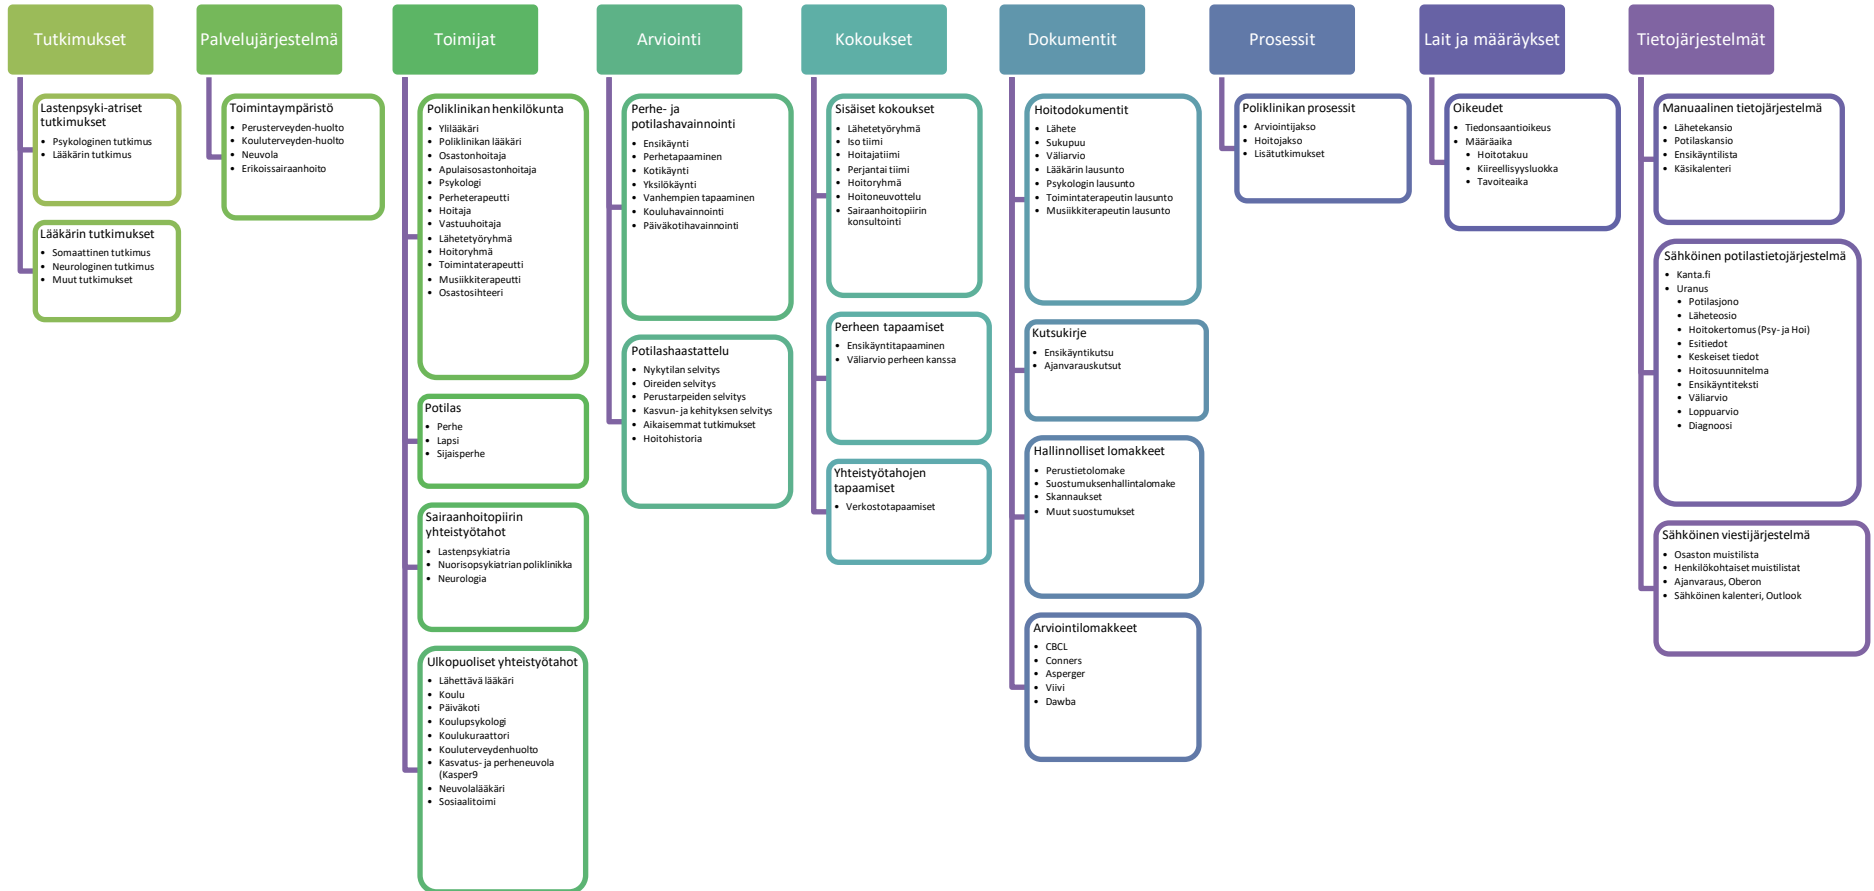 Tutkimukset
Lastenpsyki-atriset
tutkimukset
• Psykologinen tutkimus
• Lääkärin tutkimus
Lääkärin tutkimukset
• Somaattinen tutkimus
• Neurologinen tutkimus
• Muut tutkimukset
Palvelujärjestelmä
Toimintaympäristö
• Perusterveyden-huolto
• Kouluterveyden-huolto
• Neuvola
• Erikoissairaanhoito
Toimijat
Poliklinikan henkilökunta
• Ylilääkäri
• Poliklinikan lääkäri
• Osastonhoitaja
• Apulaisosastonhoitaja
• Psykologi
• Perheterapeutti
• Hoitaja
• Vastuuhoitaja
• Lähetetyöryhmä
• Hoitoryhmä
• Toimintaterapeutti
• Musiikkiterapeutti
• Osastosihteeri
Potilas
• Perhe
• Lapsi
• Sijaisperhe
Sairaanhoitopiirin
yhteistyötahot
• Lastenpsykiatria
• Nuorisopsykiatrian poliklinikka
• Neurologia
Ulkopuoliset yhteistyötahot
• Lähettävä lääkäri
• Koulu
• Päiväkoti
• Koulupsykologi
• Koulukuraattori
• Kouluterveydenhuolto
• Kasvatus- ja perheneuvola
(Kasper9
• Neuvolalääkäri
• Sosiaalitoimi
Arviointi
Perhe- ja
potilashavainnointi
• Ensikäynti
• Perhetapaaminen
• Kotikäynti
• Yksilökäynti
• Vanhempien tapaaminen
• Kouluhavainnointi
• Päiväkotihavainnointi
Potilashaastattelu
• Nykytilan selvitys
• Oireiden selvitys
• Perustarpeiden selvitys
• Kasvun- ja kehityksen selvitys
• Aikaisemmat tutkimukset
• Hoitohistoria
Kokoukset
Sisäiset kokoukset
• Lähetetyöryhmä
• Iso tiimi
• Hoitajatiimi
• Perjantai tiimi
• Hoitoryhmä
• Hoitoneuvottelu
• Sairaanhoitopiirin
konsultointi
Perheen tapaamiset
• Ensikäyntitapaaminen
• Väliarvio perheen kanssa
Yhteistyötahojen
tapaamiset
• Verkostotapaamiset
Dokumentit
Hoitodokumentit
• Lähete
• Sukupuu
• Väliarvio
• Lääkärin lausunto
• Psykologin lausunto
• Toimintaterapeutin lausunto
• Musiikkiterapeutin lausunto
Kutsukirje
• Ensikäyntikutsu
• Ajanvarauskutsut
Hallinnolliset lomakkeet
• Perustietolomake
• Suostumuksenhallintalomake
• Skannaukset
• Muut suostumukset
Arviointilomakkeet
• CBCL
• Conners
• Asperger
• Viivi
• Dawba
Prosessit
Poliklinikan prosessit
• Arviointijakso
• Hoitojakso
• Lisätutkimukset
Lait ja määräykset
Oikeudet
• Tiedonsaantioikeus
• Määräaika
• Hoitotakuu
• Kiireellisyysluokka
• Tavoiteaika
Tietojärjestelmät
Manuaalinen tietojärjestelmä
• Lähetekansio
• Potilaskansio
• Ensikäyntilista
• Käsikalenteri
Sähköinen potilastietojärjestelmä
• Kanta.fi
• Uranus
• Potilasjono
• Läheteosio
• Hoitokertomus (Psy- ja Hoi)
• Esitiedot
• Keskeiset tiedot
• Hoitosuunnitelma
• Ensikäyntiteksti
• Väliarvio
• Loppuarvio
• Diagnoosi
Sähköinen viestijärjestelmä
• Osaston muistilista
• Henkilökohtaiset muistilistat
• Ajanvaraus, Oberon
• Sähköinen kalenteri, Outlook